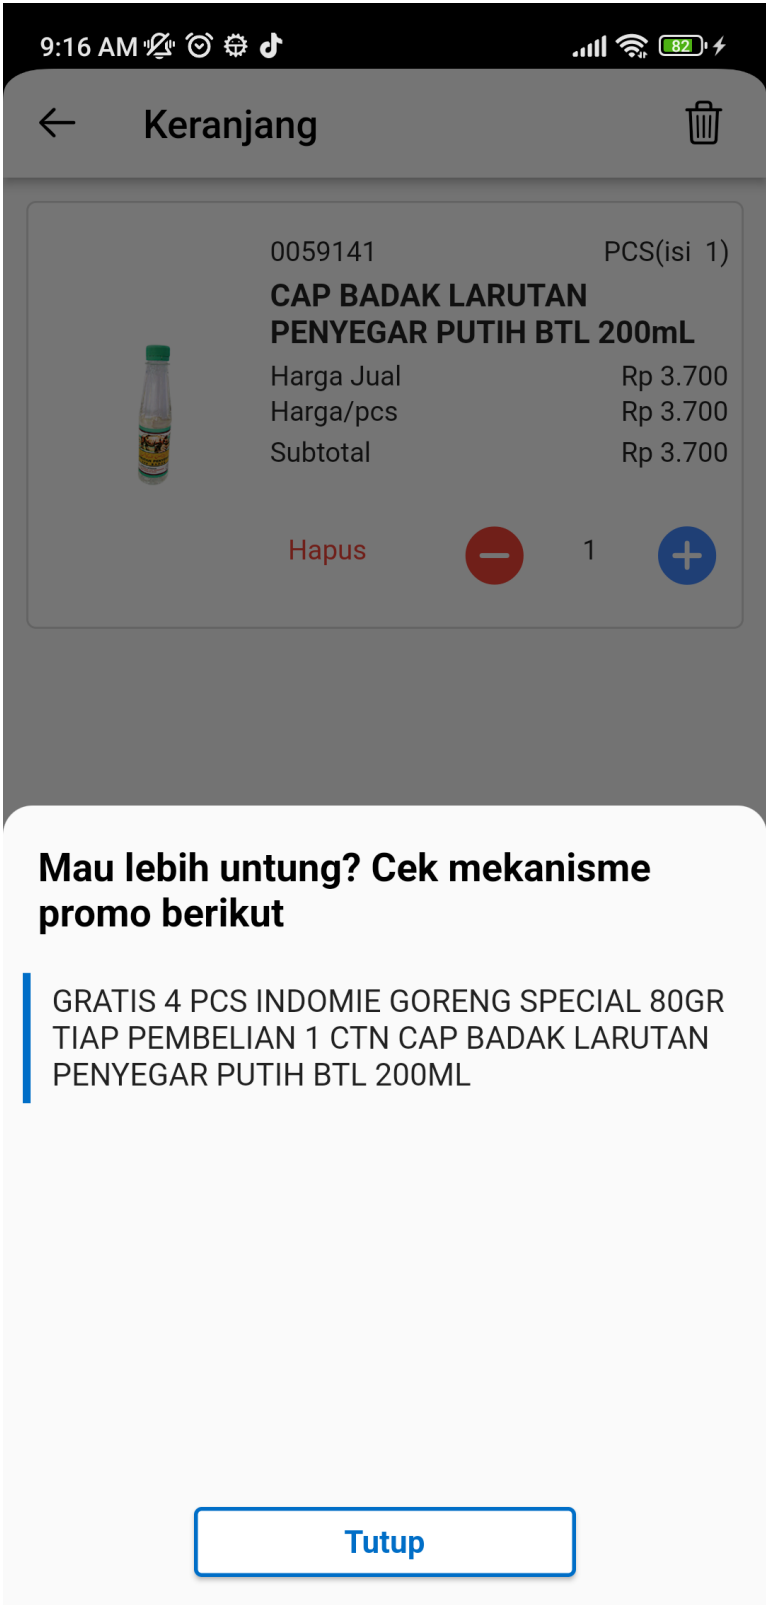 9:16 AM
82
Keranjang
0059141 PCS(isi 1)
CAP BADAK LARUTAN
PENYEGAR PUTIH BTL 200mL
Harga Jual Rp 3.700
Harga/pcs Rp 3.700
Subtotal Rp 3.700
Hapus 1
Mau lebih untung? Cek mekanisme
promo berikut
GRATIS 4 PCS INDOMIE GORENG SPECIAL 80GR
TIAP PEMBELIAN 1 CTN CAP BADAK LARUTAN
PENYEGAR PUTIH BTL 200ML
Tutup